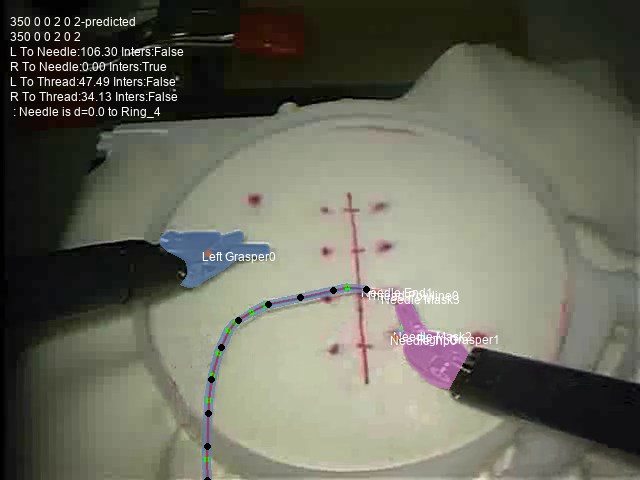 350 0 0 2 0 2-predicted
350 0 0 2 0 2
L To Needle:106.30 Inters:False
R To Needle:0.00 Inters:True
L To Thread:47.49 Inters:False
R To Thread:34.13 Inters:False
: Needle is d=0.0 to Ring_4
Left Grasper0
Needle End1
Needle Mask3
Needle Mask2